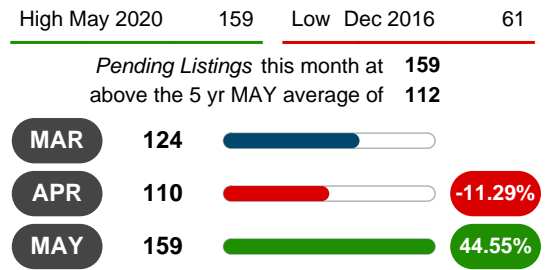 High May 2020 159 Low Dec 2016 61
Pending Listings this month at 159
above the 5 yr MAY average of 112
MAR 124
APR 110 -11.29%
MAY 159 44.55%